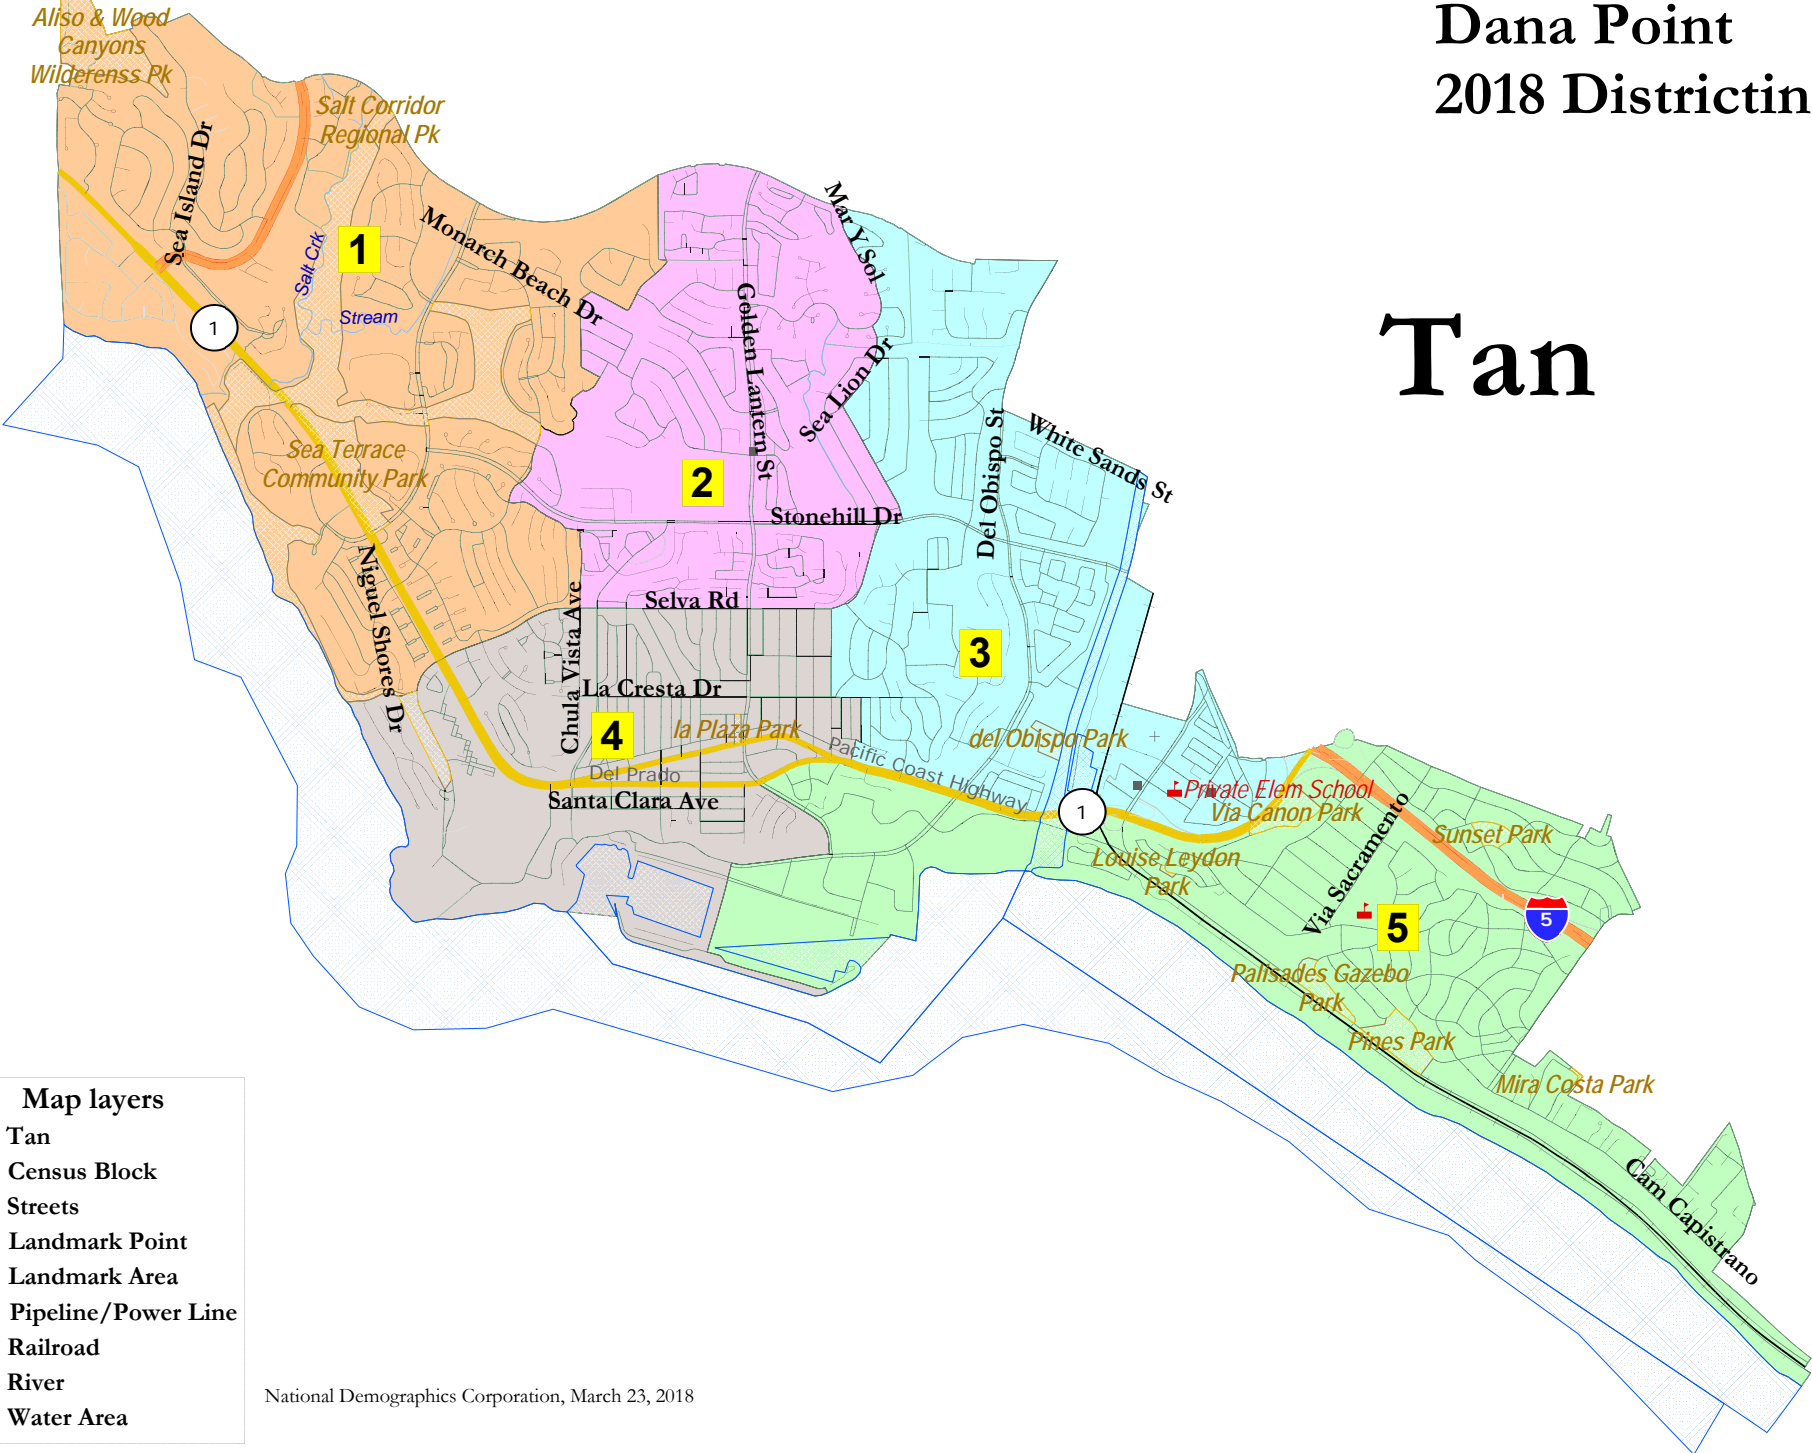 Dana Point
2018 Districtin
Tan
Aliso & Wood
Canyons
Wilderenss Pk
Salt Corridor
Regional Pk
Sea Island Dr
Salt Crk
1
Stream
Monarch Beach Dr
1
Mar Y Sol
Golden Lantern St
Sea Lion Dr
Sea Terrace
Community Park
2
Del Obispo St
White Sands St
Stonehill Dr
Niguel Shores Dr
Chula Vista Ave
Selva Rd
3
La Cresta Dr
4
la Plaza Park
del Obispo Park
Pacific Coast Highway
Del Prado
Santa Clara Ave
1
Private Elem School
Via Canon Park
Sunset Park
Louise Leydon
Park
Via Sacramento
5
5
Palisades Gazebo
Park
Pines Park
Mira Costa Park
Cam Capistrano
Map layers
Tan
Census Block
Streets
Landmark Point
Landmark Area
Pipeline/Power Line
Railroad
River
Water Area
National Demographics Corporation, March 23, 2018